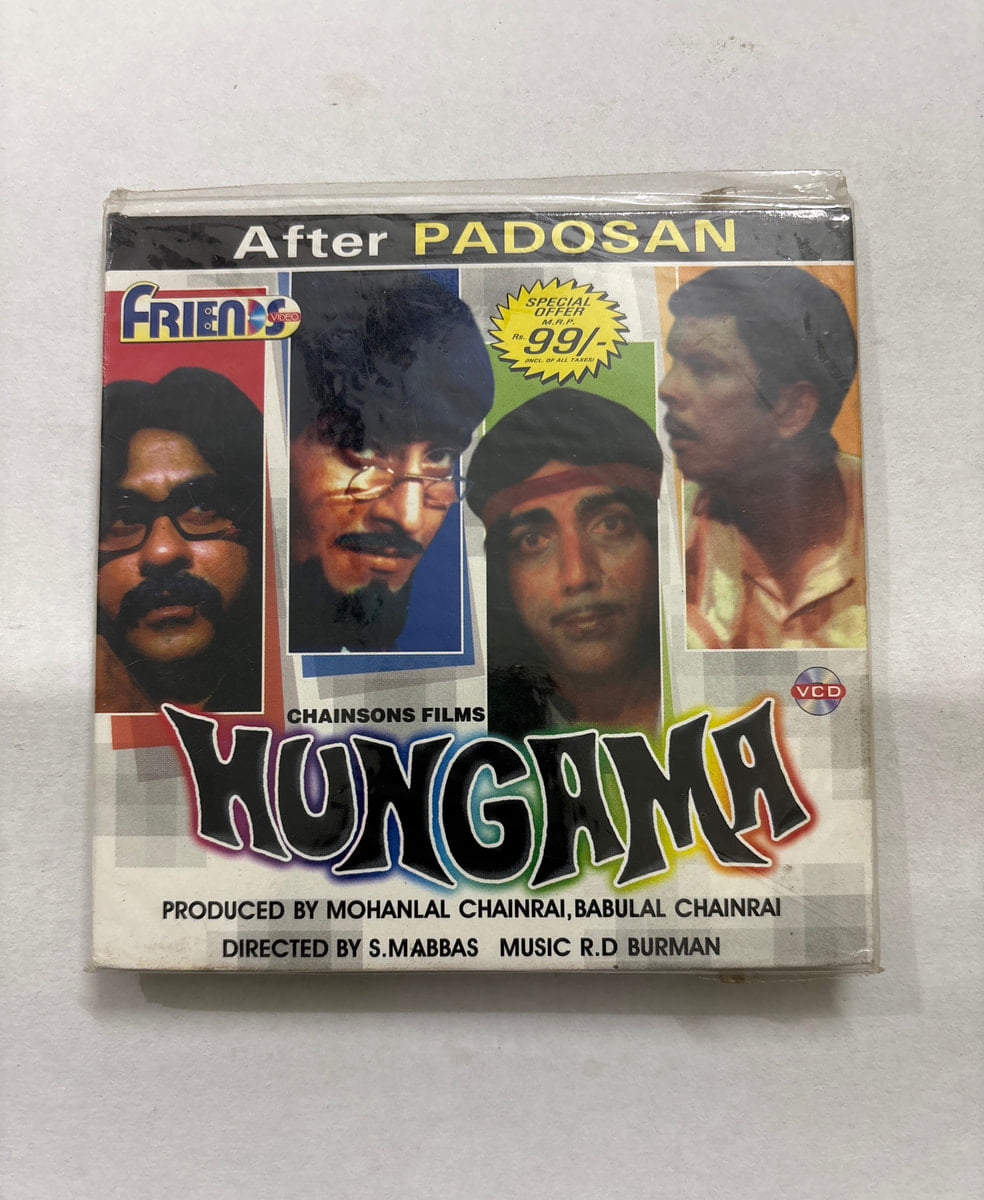 After PADOSAN
FRIENDS
VIDEO
SPECIAL
OFFER
M.R.P.
Rs. 99/-
(INCL. OF ALL TAXES)
VCD
CHAINSONS FILMS
HUNGAMA
PRODUCED BY MOHANLAL CHAINRAI, BABULAL CHAINRAI
DIRECTED BY S.M.ABBAS MUSIC R.D BURMAN